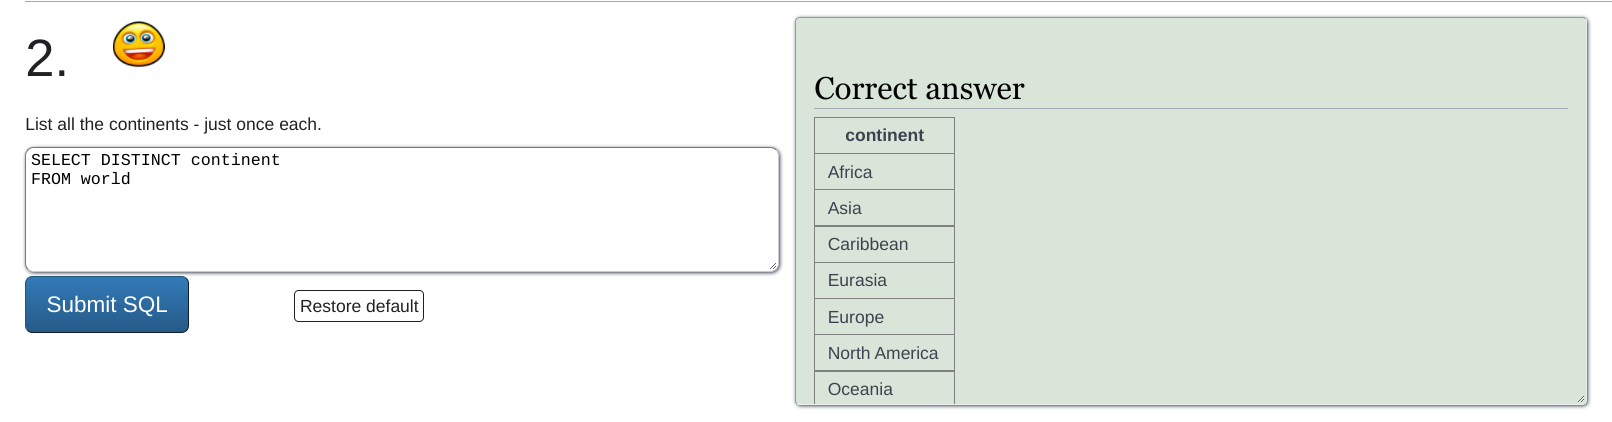 2.
List all the continents - just once each.
SELECT DISTINCT continent
FROM world
Submit SQL
Restore default
Correct answer
continent
Africa
Asia
Caribbean
Eurasia
Europe
North America
Oceania